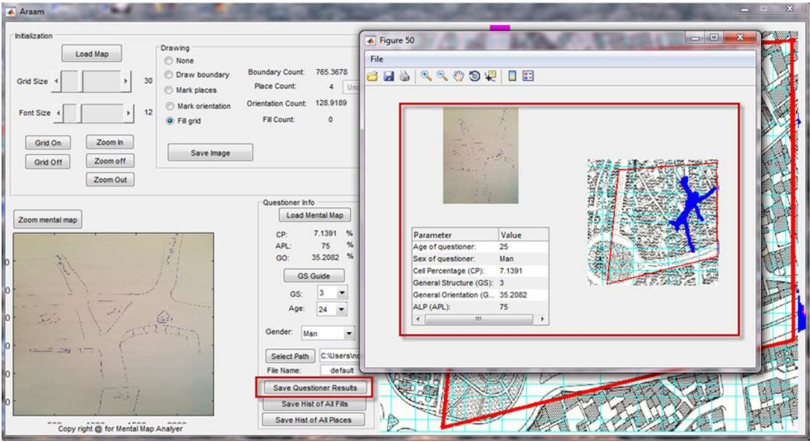 Araam
Initialization
Load Map
Grid Size 30
Font Size 12
Grid On Zoom In
Grid Off Zoom off
Zoom Out
Drawing
None
Draw boundary
Mark places
Mark orientation
Fill grid
Boundary Count: 765.3678
Place Count: 4
Orientation Count: 128.9189
Fill Count: 0
Save Image
Zoom mental map
Copy right @ for Mental Map Analyer
Questioner Info
Load Mental Map
CP: 7.1391 %
APL: 75 %
GO: 35.2082 %
GS Guide
GS: 3
Age: 24
Gender: Man
Select Path
File Name: default
Save Questioner Results
Save Hist of All Fills
Save Hist of All Places
Figure 50
File
Parameter Value
Age of questioner: 25
Sex of questioner: Man
Cell Percentage (CP): 7.1391
General Structure (GS): 3
General Orientation (G... 35.2082
ALP (APL): 75